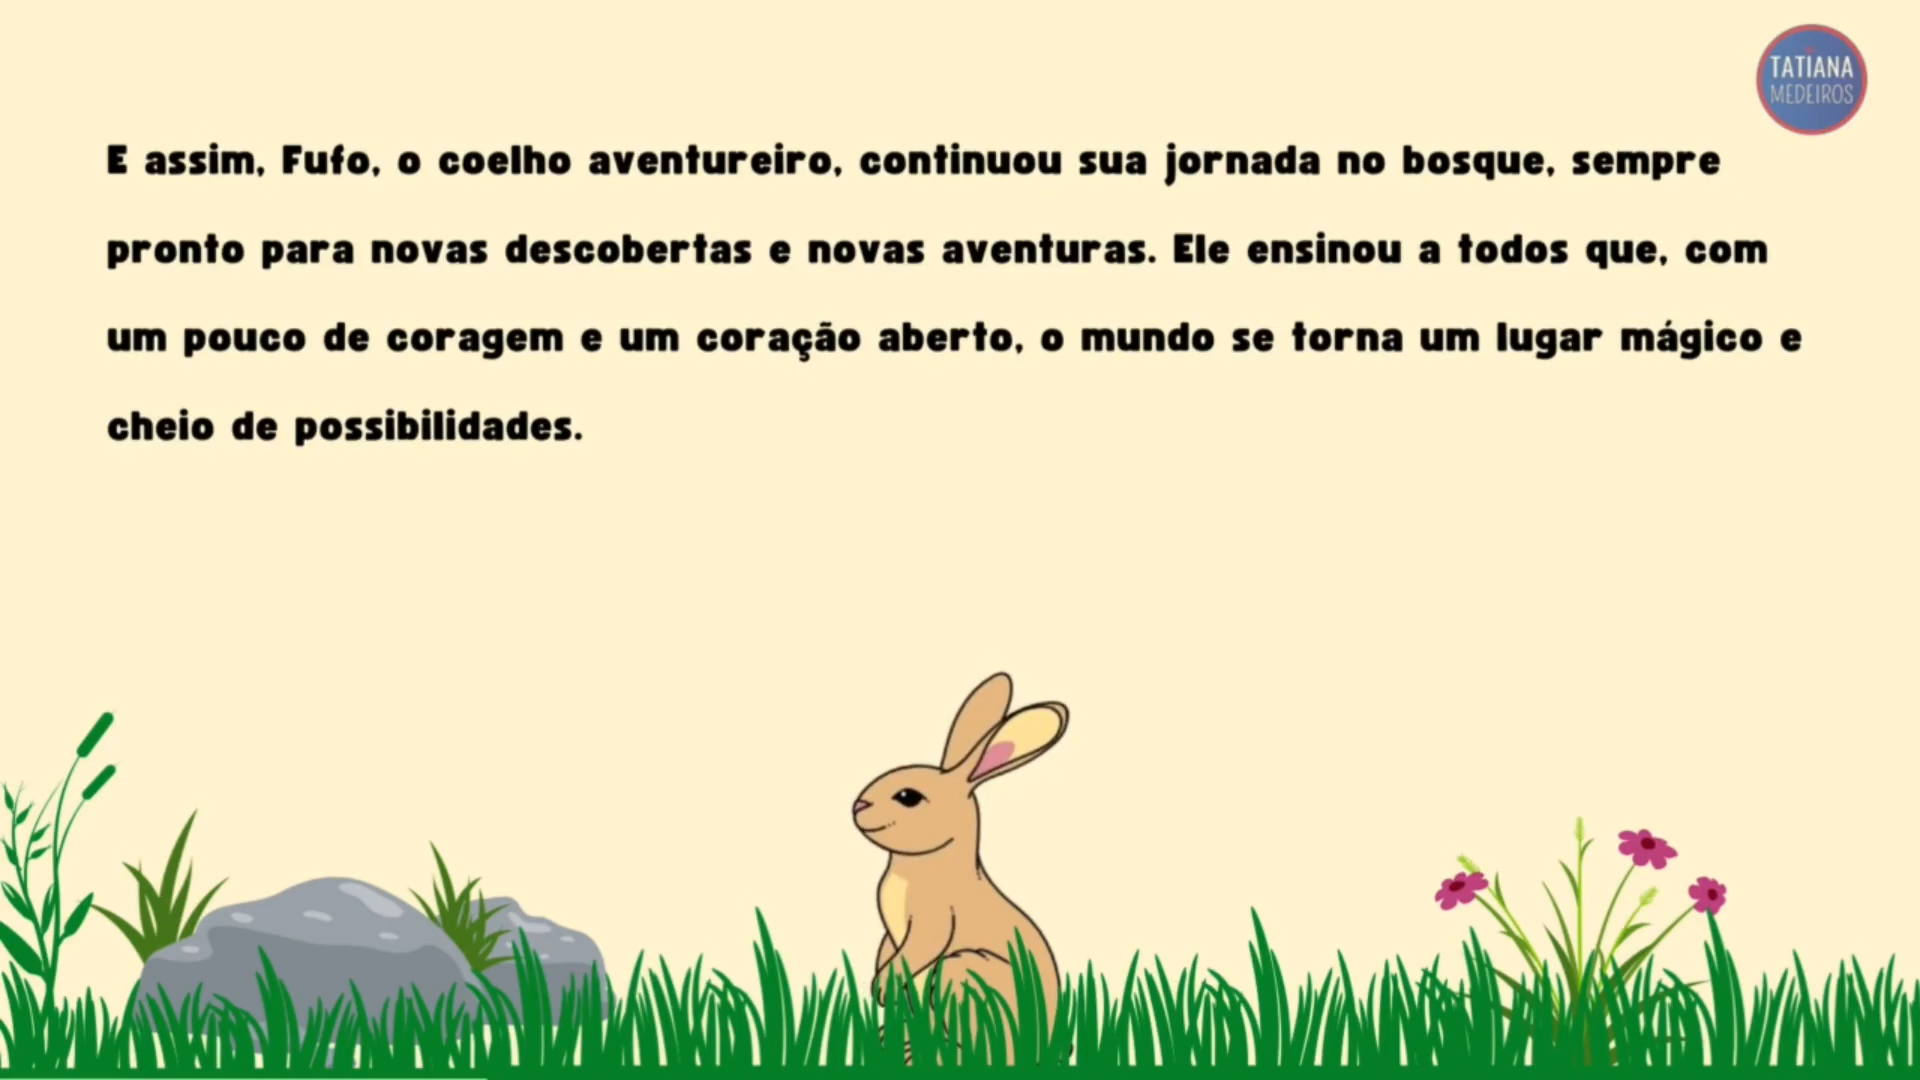 TATIANA
MEDEIROS
E assim, Fufo, o coelho aventureiro, continuou sua jornada no bosque, sempre
pronto para novas descobertas e novas aventuras. Ele ensinou a todos que, com
um pouco de coragem e um coração aberto, o mundo se torna um lugar mágico e
cheio de possibilidades.